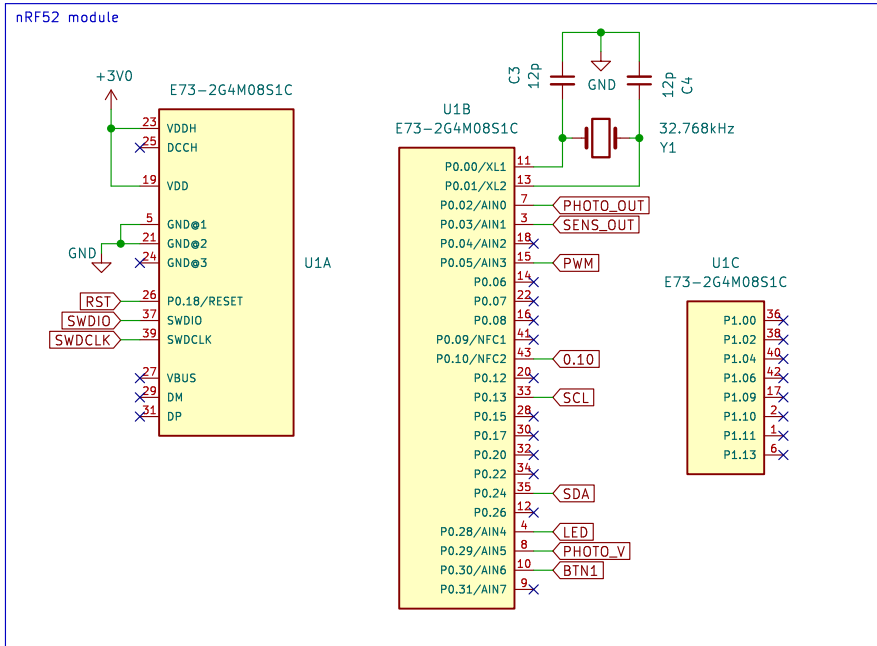 nRF52 module
+3V0
E73-2G4M08S1C
23 VDDH
25 DCCH
19 VDD
5 GND@1
21 GND@2
24 GND@3
GND
U1A
RST 26 P0.18/RESET
SWDIO 37 SWDIO
SWDCLK 39 SWDCLK
27 VBUS
29 DM
31 DP
C3
12p
GND
12p
C4
32.768kHz
Y1
U1B
E73-2G4M08S1C
P0.00/XL1 11
P0.01/XL2 13
P0.02/AIN0 7 PHOTO_OUT
P0.03/AIN1 3 SENS_OUT
P0.04/AIN2 18
P0.05/AIN3 15 PWM
P0.06 14
P0.07 22
P0.08 16
P0.09/NFC1 41
P0.10/NFC2 43 0.10
P0.12 20
P0.13 33 SCL
P0.15 28
P0.17 30
P0.20 32
P0.22 34
P0.24 35 SDA
P0.26 12
P0.28/AIN4 4 LED
P0.29/AIN5 8 PHOTO_V
P0.30/AIN6 10 BTN1
P0.31/AIN7 9
U1C
E73-2G4M08S1C
P1.00 36
P1.02 38
P1.04 40
P1.06 42
P1.09 17
P1.10 2
P1.11 1
P1.13 6